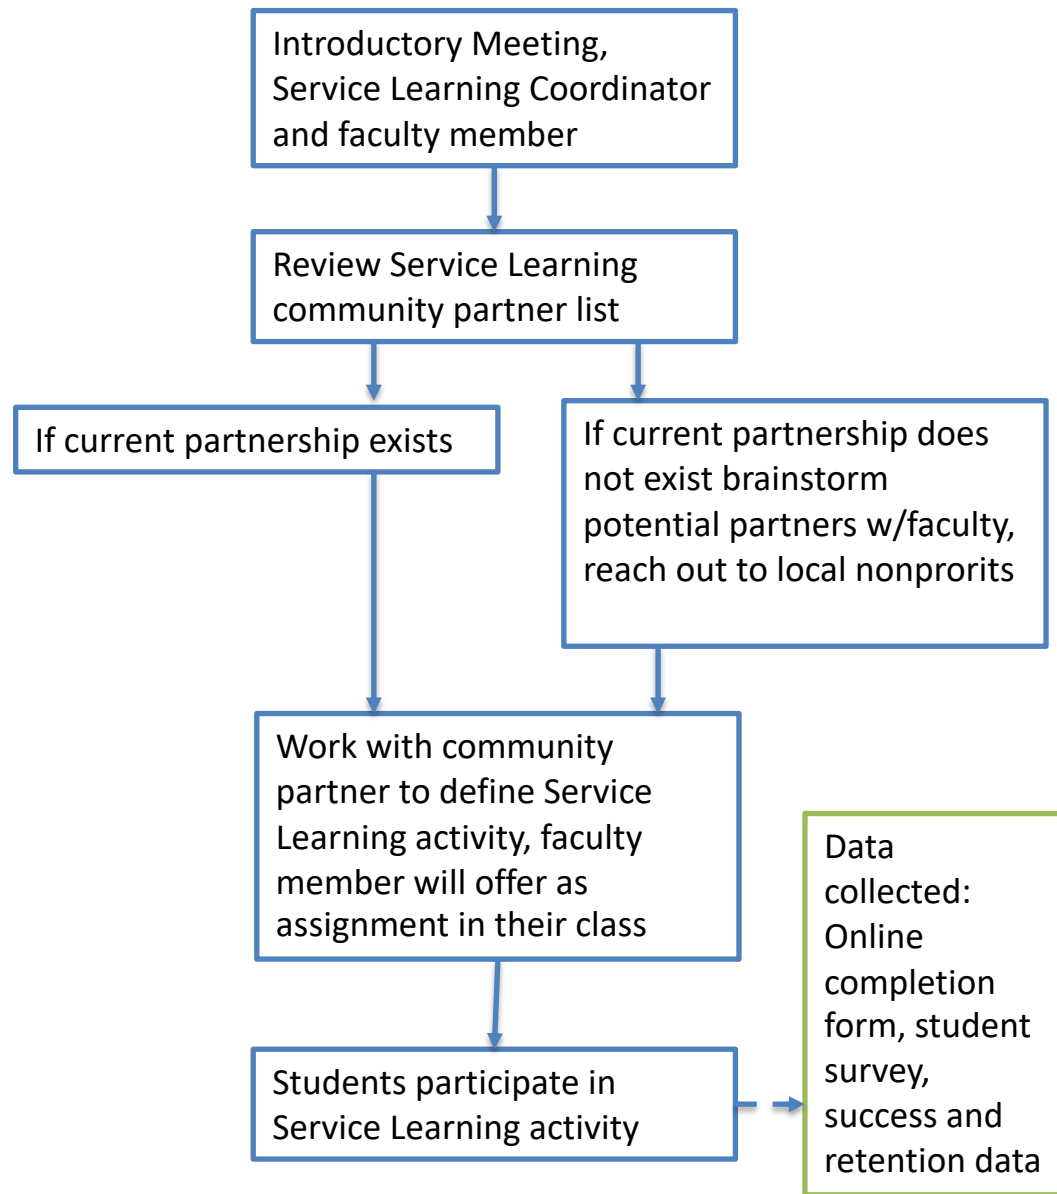 Introductory Meeting,
Service Learning Coordinator
and faculty member
Review Service Learning
community partner list
If current partnership exists
If current partnership does
not exist brainstorm
potential partners w/faculty,
reach out to local nonprorits
Work with community
partner to define Service
Learning activity, faculty
member will offer as
assignment in their class
Data
collected:
Online
completion
form, student
survey,
success and
retention data
Students participate in
Service Learning activity